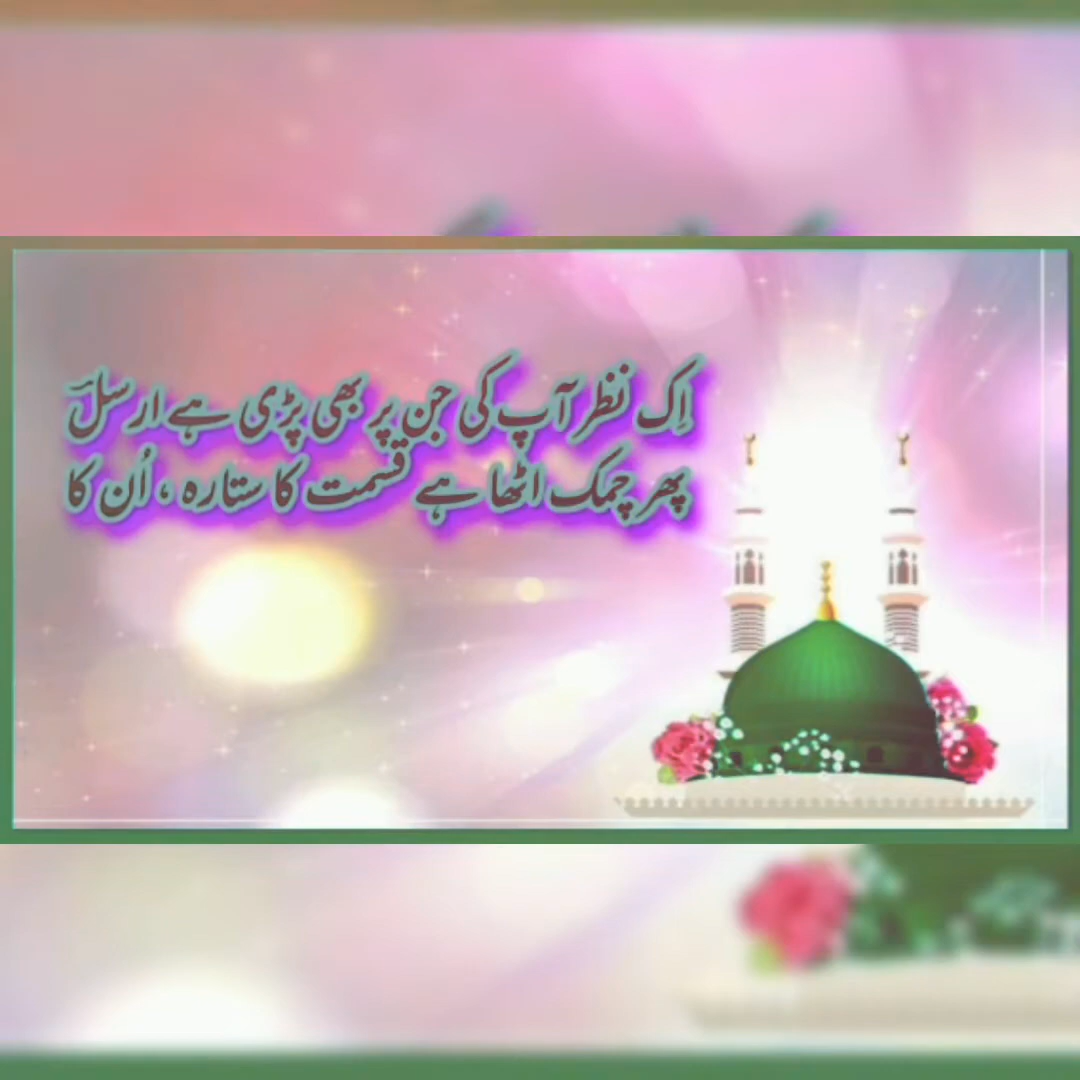 اِک نظر آپ کی جن پر بھی پڑی ہے ارسلؔ
پھر چمک اٹھا ہے قسمت کا ستارہ ، اُن کا